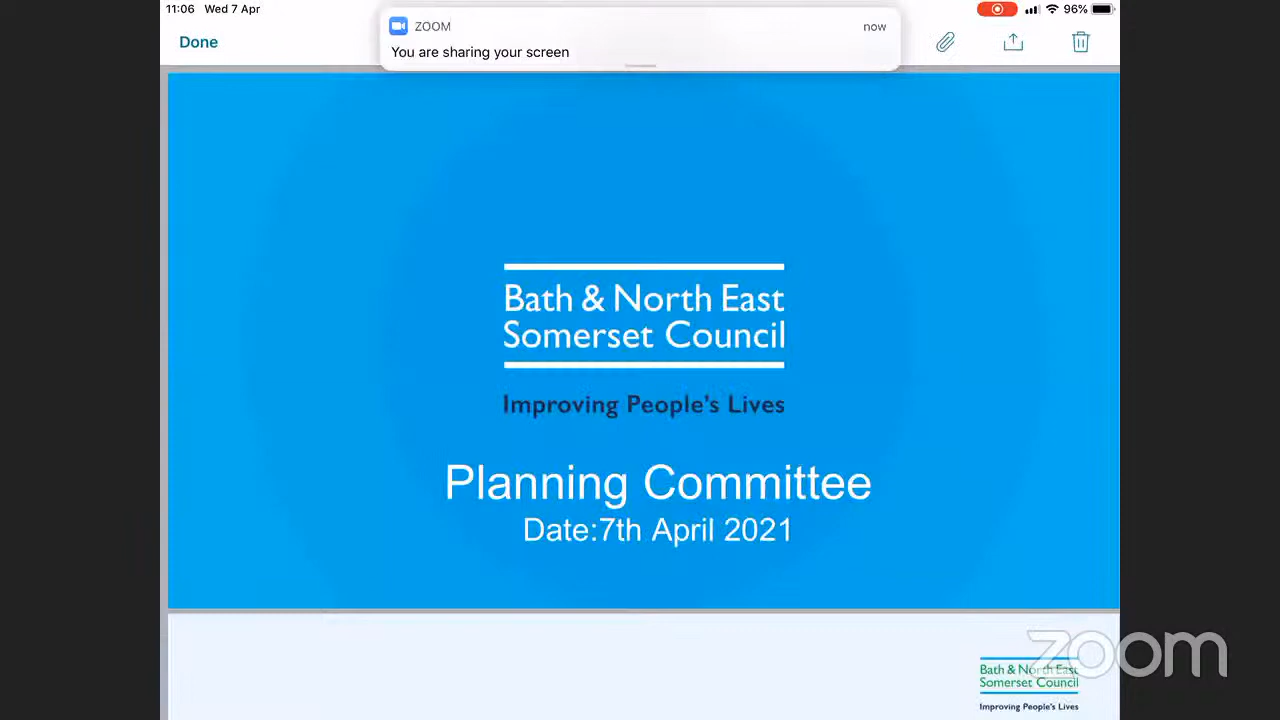 11:06 Wed 7 Apr
96%
ZOOM
now
You are sharing your screen
Done
Bath & North East
Somerset Council
Improving People's Lives
Planning Committee
Date:7th April 2021
zoom
Bath & North East
Somerset Council
Improving People's Lives